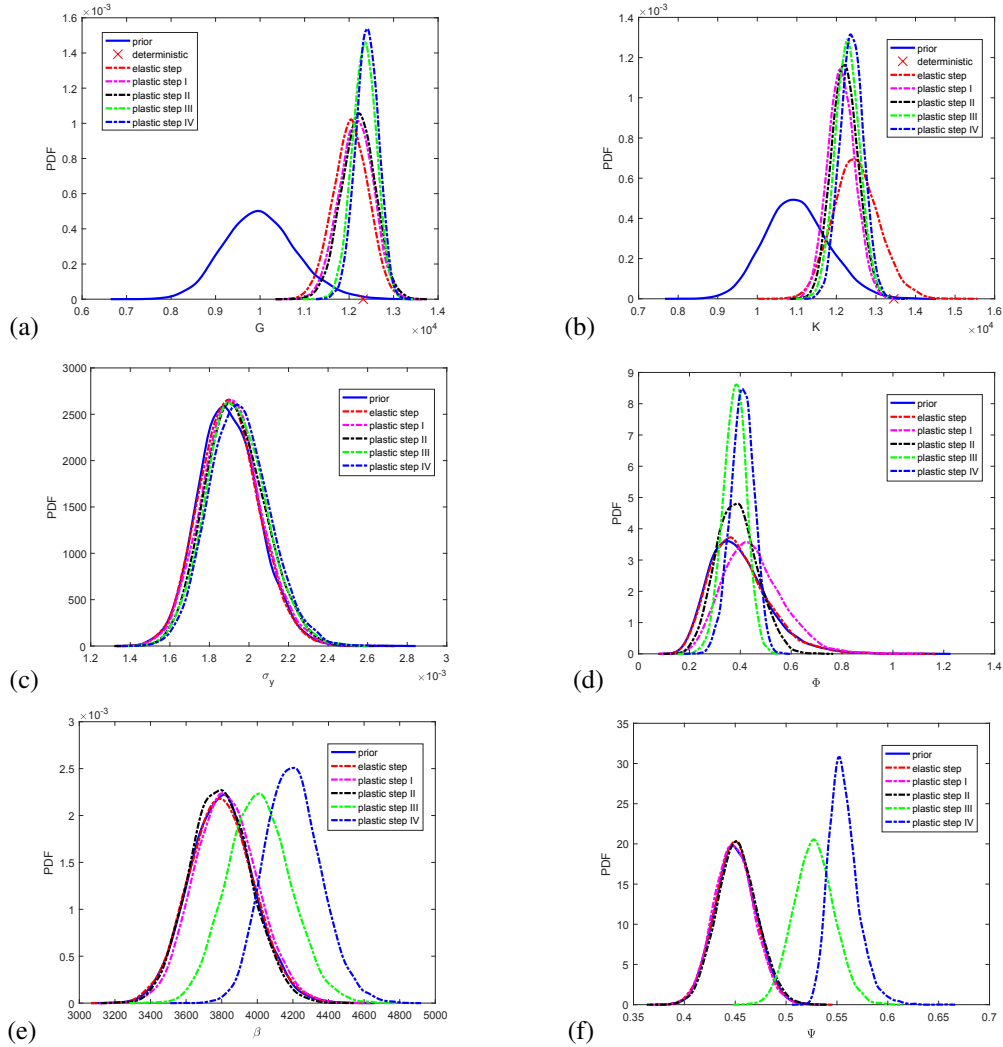 ×10⁻³
1.6
1.4
1.2
1
0.8
0.6
0.4
0.2
0
PDF
prior
deterministic
elastic step
plastic step I
plastic step II
plastic step III
plastic step IV
0.6 0.7 0.8 0.9 1 1.1 1.2 1.3 1.4
×10⁴
G
(a)
×10⁻³
1.4
1.2
1
0.8
0.6
0.4
0.2
0
PDF
prior
deterministic
elastic step
plastic step I
plastic step II
plastic step III
plastic step IV
0.7 0.8 0.9 1 1.1 1.2 1.3 1.4 1.5 1.6
×10⁴
K
(b)
3000
2500
2000
1500
1000
500
0
PDF
prior
elastic step
plastic step I
plastic step II
plastic step III
plastic step IV
1.2 1.4 1.6 1.8 2 2.2 2.4 2.6 2.8 3
×10⁻³
σy
(c)
9
8
7
6
5
4
3
2
1
0
PDF
prior
elastic step
plastic step I
plastic step II
plastic step III
plastic step IV
0 0.2 0.4 0.6 0.8 1 1.2 1.4
Φ
(d)
×10⁻³
3
2.5
2
1.5
1
0.5
0
PDF
prior
elastic step
plastic step I
plastic step II
plastic step III
plastic step IV
3000 3200 3400 3600 3800 4000 4200 4400 4600 4800 5000
β
(e)
35
30
25
20
15
10
5
0
PDF
prior
elastic step
plastic step I
plastic step II
plastic step III
plastic step IV
0.35 0.4 0.45 0.5 0.55 0.6 0.65 0.7
Ψ
(f)